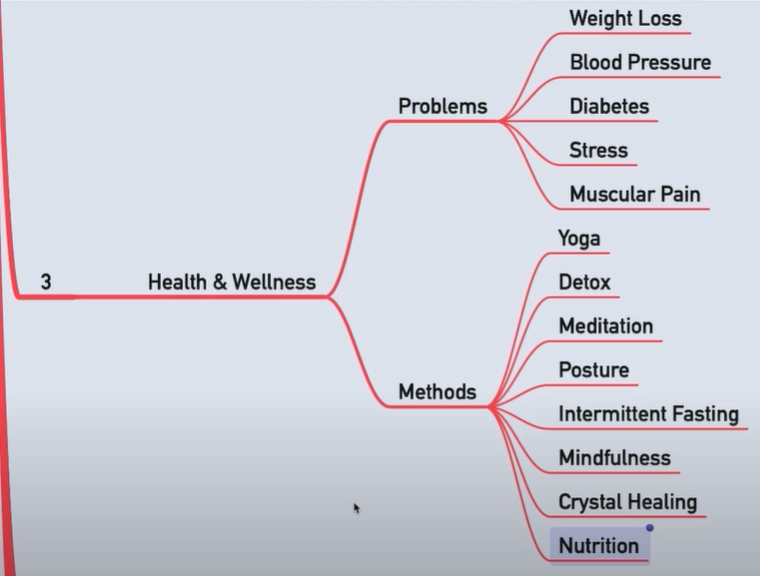 3
Health & Wellness
Problems
Weight Loss
Blood Pressure
Diabetes
Stress
Muscular Pain
Methods
Yoga
Detox
Meditation
Posture
Intermittent Fasting
Mindfulness
Crystal Healing
Nutrition